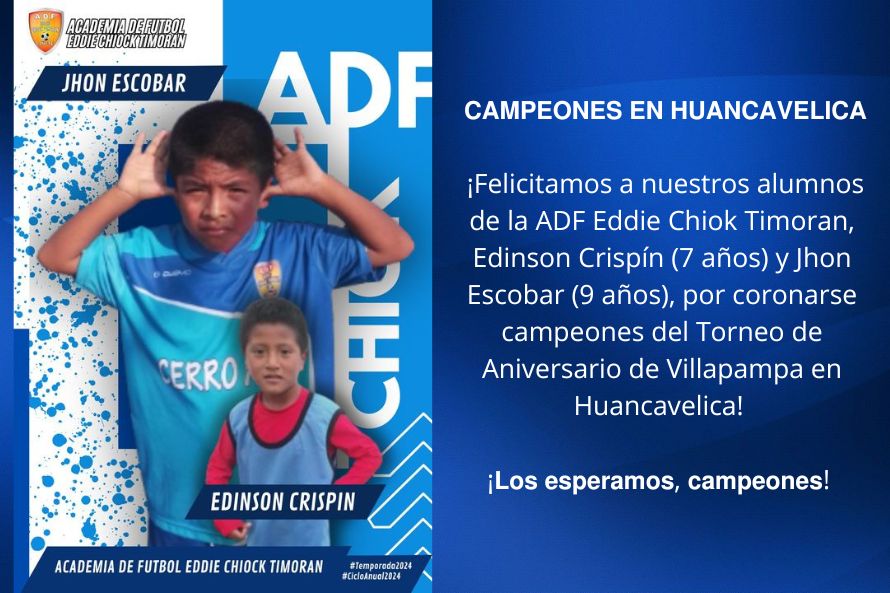 ADF
ACADEMIA DE FUTBOL
EDDIE CHIOCK TIMORAN
JHON ESCOBAR
ADF
CHIOCK
CERRO
EDINSON CRISPIN
ACADEMIA DE FUTBOL EDDIE CHIOCK TIMORAN
#Temporada2024
#CicloAnual2024
CAMPEONES EN HUANCAVELICA
¡Felicitamos a nuestros alumnos
de la ADF Eddie Chiok Timoran,
Edinson Crispín (7 años) y Jhon
Escobar (9 años), por coronarse
campeones del Torneo de
Aniversario de Villapampa en
Huancavelica!
¡Los esperamos, campeones!